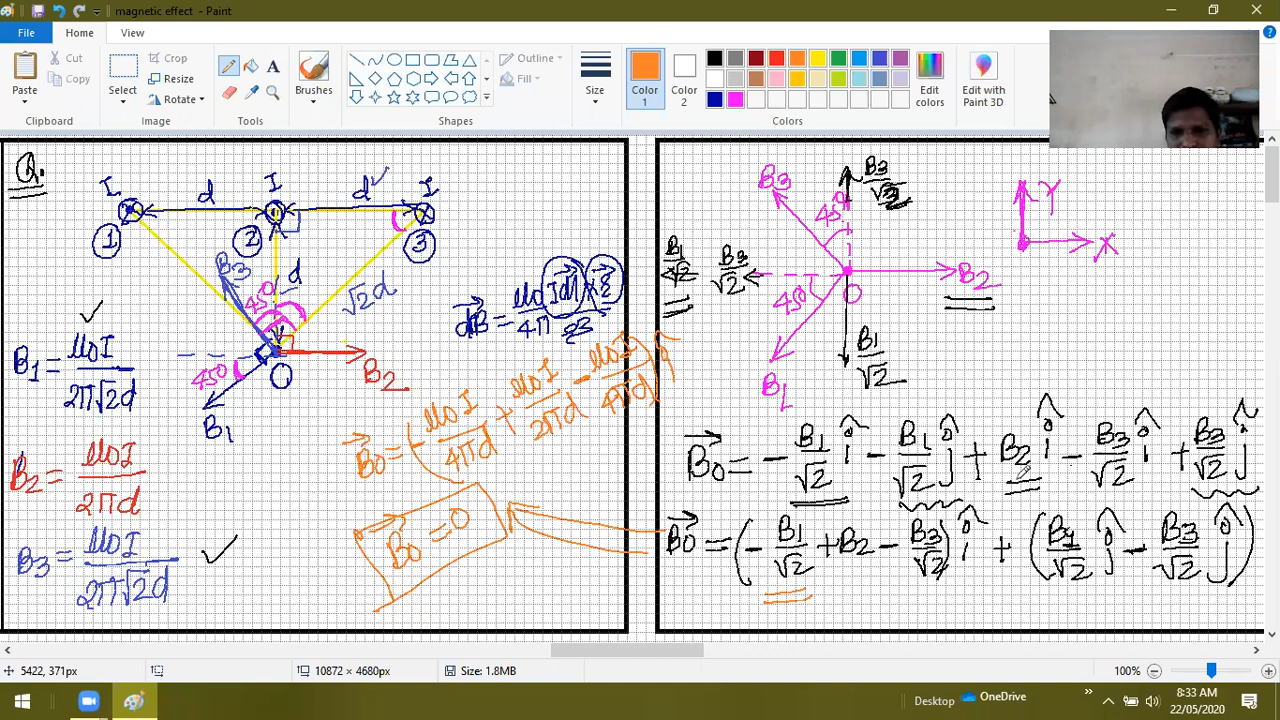 magnetic effect - Paint
File Home View
Paste
Cut
Copy
Clipboard
Select
Crop
Resize
Rotate
Image
Tools
Brushes
Shapes
Outline
Fill
Size
Color 1
Color 2
Edit colors
Edit with Paint 3D
Colors
Q.
I d I d I
① ② ③
B3 45° d √2d
45° O B2
B1
B1 = μ0I / 2π√2d
B2 = μ0I / 2πd
B3 = μ0I / 2π√2d
B0 = (- μ0I / 4πd + μ0I / 2πd - μ0I / 4πd) i
B0 = 0
B3 45° B3/√2
Y
X
B1/√2 B3/√2 B2
45° O
B1 B1/√2
B0 = - B1/√2 i - B1/√2 j + B2 i - B3/√2 i + B3/√2 j
B0 = (- B1/√2 + B2 - B3/√2) i + (B1/√2 j - B3/√2 j)
5422, 371px
10872 × 4680px
Size: 1.8MB
100%
Desktop
OneDrive
8:33 AM
22/05/2020